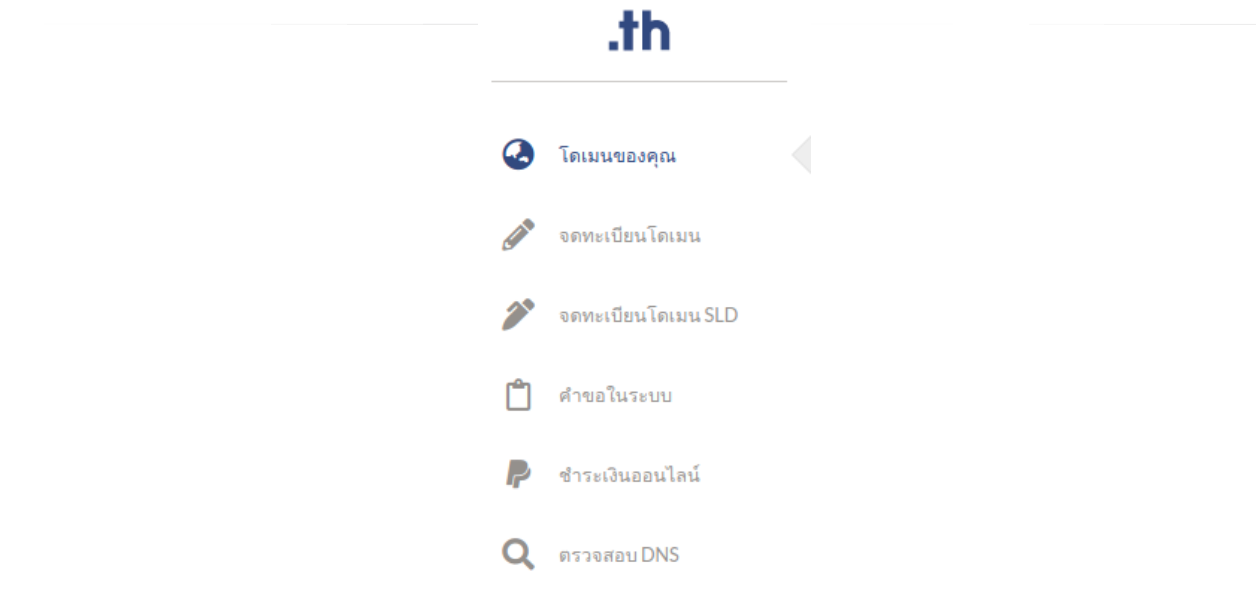 .th
โดเมนของคุณ
จดทะเบียนโดเมน
จดทะเบียนโดเมน SLD
คำขอในระบบ
ชำระเงินออนไลน์
ตรวจสอบ DNS